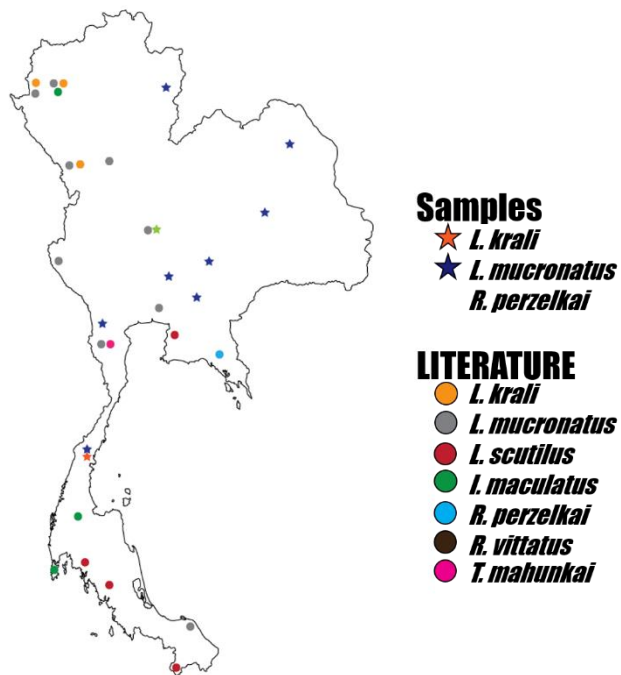 Samples
L. krali
L. mucronatus
R. perzelkai
LITERATURE
L. krali
L. mucronatus
L. scutilus
I. maculatus
R. perzelkai
R. vittatus
T. mahunkai